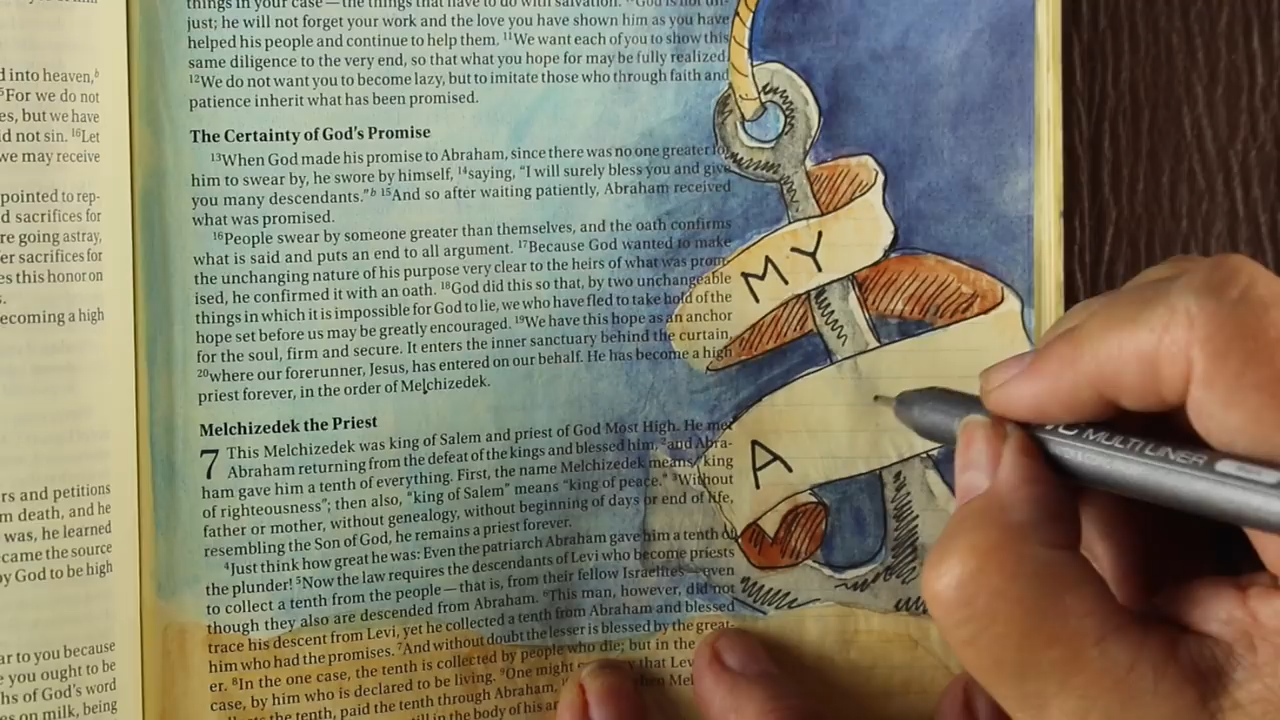 things in your case—the things that have to do with salvation. ¹⁰God is not un-
just; he will not forget your work and the love you have shown him as you have
helped his people and continue to help them. ¹¹We want each of you to show this
same diligence to the very end, so that what you hope for may be fully realized.
¹²We do not want you to become lazy, but to imitate those who through faith and
patience inherit what has been promised.
The Certainty of God's Promise
¹³When God made his promise to Abraham, since there was no one greater for
him to swear by, he swore by himself, ¹⁴saying, "I will surely bless you and give
you many descendants."ᵇ ¹⁵And so after waiting patiently, Abraham received
what was promised.
¹⁶People swear by someone greater than themselves, and the oath confirms
what is said and puts an end to all argument. ¹⁷Because God wanted to make
the unchanging nature of his purpose very clear to the heirs of what was prom-
ised, he confirmed it with an oath. ¹⁸God did this so that, by two unchangeable
things in which it is impossible for God to lie, we who have fled to take hold of the
hope set before us may be greatly encouraged. ¹⁹We have this hope as an anchor
for the soul, firm and secure. It enters the inner sanctuary behind the curtain,
²⁰where our forerunner, Jesus, has entered on our behalf. He has become a high
priest forever, in the order of Melchizedek.
Melchizedek the Priest
7 This Melchizedek was king of Salem and priest of God Most High. He met
Abraham returning from the defeat of the kings and blessed him, ²and Abra-
ham gave him a tenth of everything. First, the name Melchizedek means "king
of righteousness"; then also, "king of Salem" means "king of peace." ³Without
father or mother, without genealogy, without beginning of days or end of life,
resembling the Son of God, he remains a priest forever.
⁴Just think how great he was: Even the patriarch Abraham gave him a tenth of
the plunder! ⁵Now the law requires the descendants of Levi who become priests
to collect a tenth from the people—that is, from their fellow Israelites—even
though they also are descended from Abraham. ⁶This man, however, did not
trace his descent from Levi, yet he collected a tenth from Abraham and blessed
him who had the promises. ⁷And without doubt the lesser is blessed by the great-
er. ⁸In the one case, the tenth is collected by people who die; but in the
case, by him who is declared to be living. ⁹One might that Lev
the tenth, paid the tenth through Abraham,
in the body of his
d into heaven,ᵇ
⁵For we do not
es, but we have
d not sin. ¹⁶Let
we may receive
pointed to rep-
d sacrifices for
re going astray,
er sacrifices for
es this honor on
s.
ecoming a high
rs and petitions
m death, and he
was, he learned
came the source
by God to be high
ar to you because
e you ought to be
hs of God's word
s on milk, being
MY
A
MULTILINER